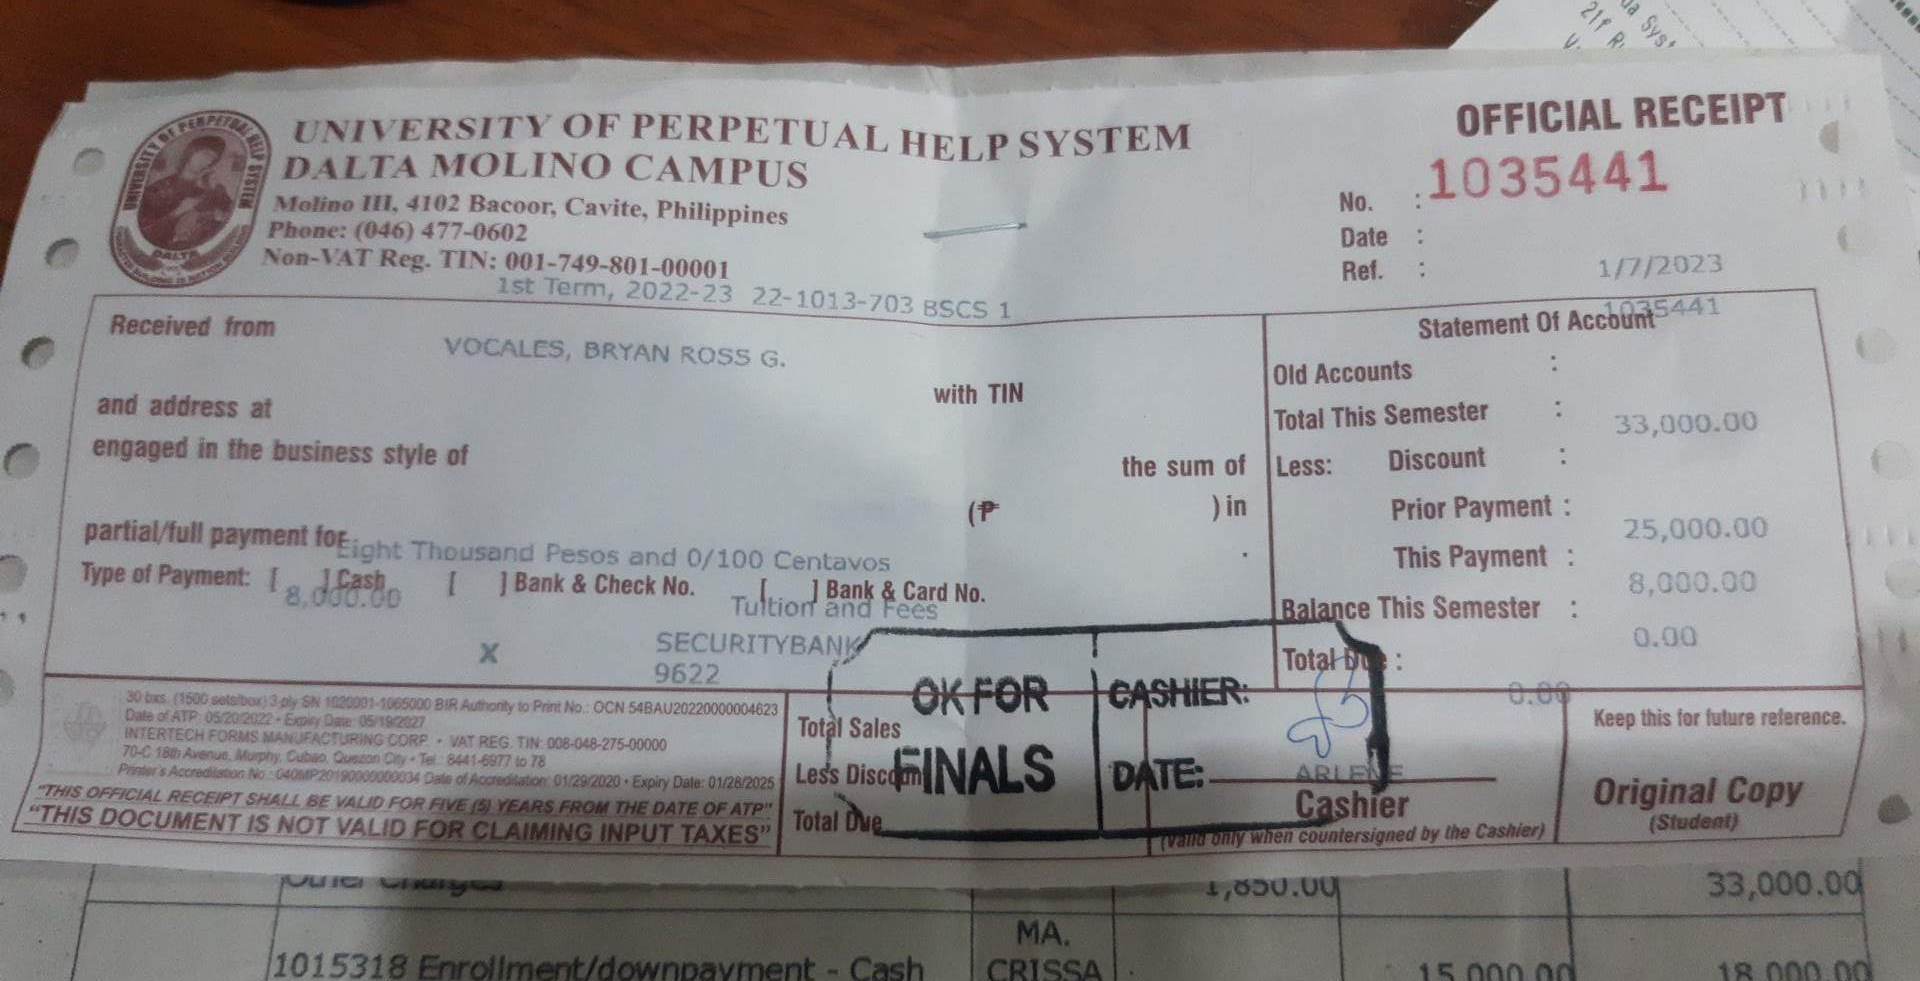 UNIVERSITY OF PERPETUAL HELP SYSTEM
DALTA MOLINO CAMPUS
Molino III, 4102 Bacoor, Cavite, Philippines
Phone: (046) 477-0602
Non-VAT Reg. TIN: 001-749-801-00001
1st Term, 2022-23 22-1013-703 BSCS 1
OFFICIAL RECEIPT
No. : 1035441
Date :
Ref. : 1/7/2023
1035441
UNIVERSITY OF PERPETUAL HELP SYSTEM
DALTA
Received from
VOCALES, BRYAN ROSS G.
with TIN
and address at
engaged in the business style of
the sum of
(₱ ) in
partial/full payment for
Eight Thousand Pesos and 0/100 Centavos
.
Type of Payment: [ ] Cash [ ] Bank & Check No. [ ] Bank & Card No.
8,000.00
Tuition and Fees
X
SECURITYBANK
9622
Statement Of Account
Old Accounts :
Total This Semester : 33,000.00
Less: Discount :
Prior Payment : 25,000.00
This Payment : 8,000.00
Balance This Semester : 0.00
Total Due : 0.00
30 bxs. (1500 sets/box) 3 ply SN 1020001-1065000 BIR Authority to Print No.: OCN 54BAU20220000004623
Date of ATP: 05/20/2022 • Expiry Date: 05/19/2027
INTERTECH FORMS MANUFACTURING CORP. • VAT REG. TIN: 008-048-275-00000
70-C 18th Avenue, Murphy, Cubao, Quezon City • Tel.: 8441-6977 to 78
Printer's Accreditation No.: 040MP20190000000034 Date of Accreditation: 01/29/2020 • Expiry Date: 01/28/2025
"THIS OFFICIAL RECEIPT SHALL BE VALID FOR FIVE (5) YEARS FROM THE DATE OF ATP"
"THIS DOCUMENT IS NOT VALID FOR CLAIMING INPUT TAXES"
Total Sales
Less Discount
Total Due
OK FOR
FINALS
CASHIER:
DATE:
ARLENE
Cashier
(Valid only when countersigned by the Cashier)
Keep this for future reference.
Original Copy
(Student)
Other Charges 1,850.00 33,000.00
MA.
1015318 Enrollment/downpayment - Cash CRISSA 15,000.00 18,000.00